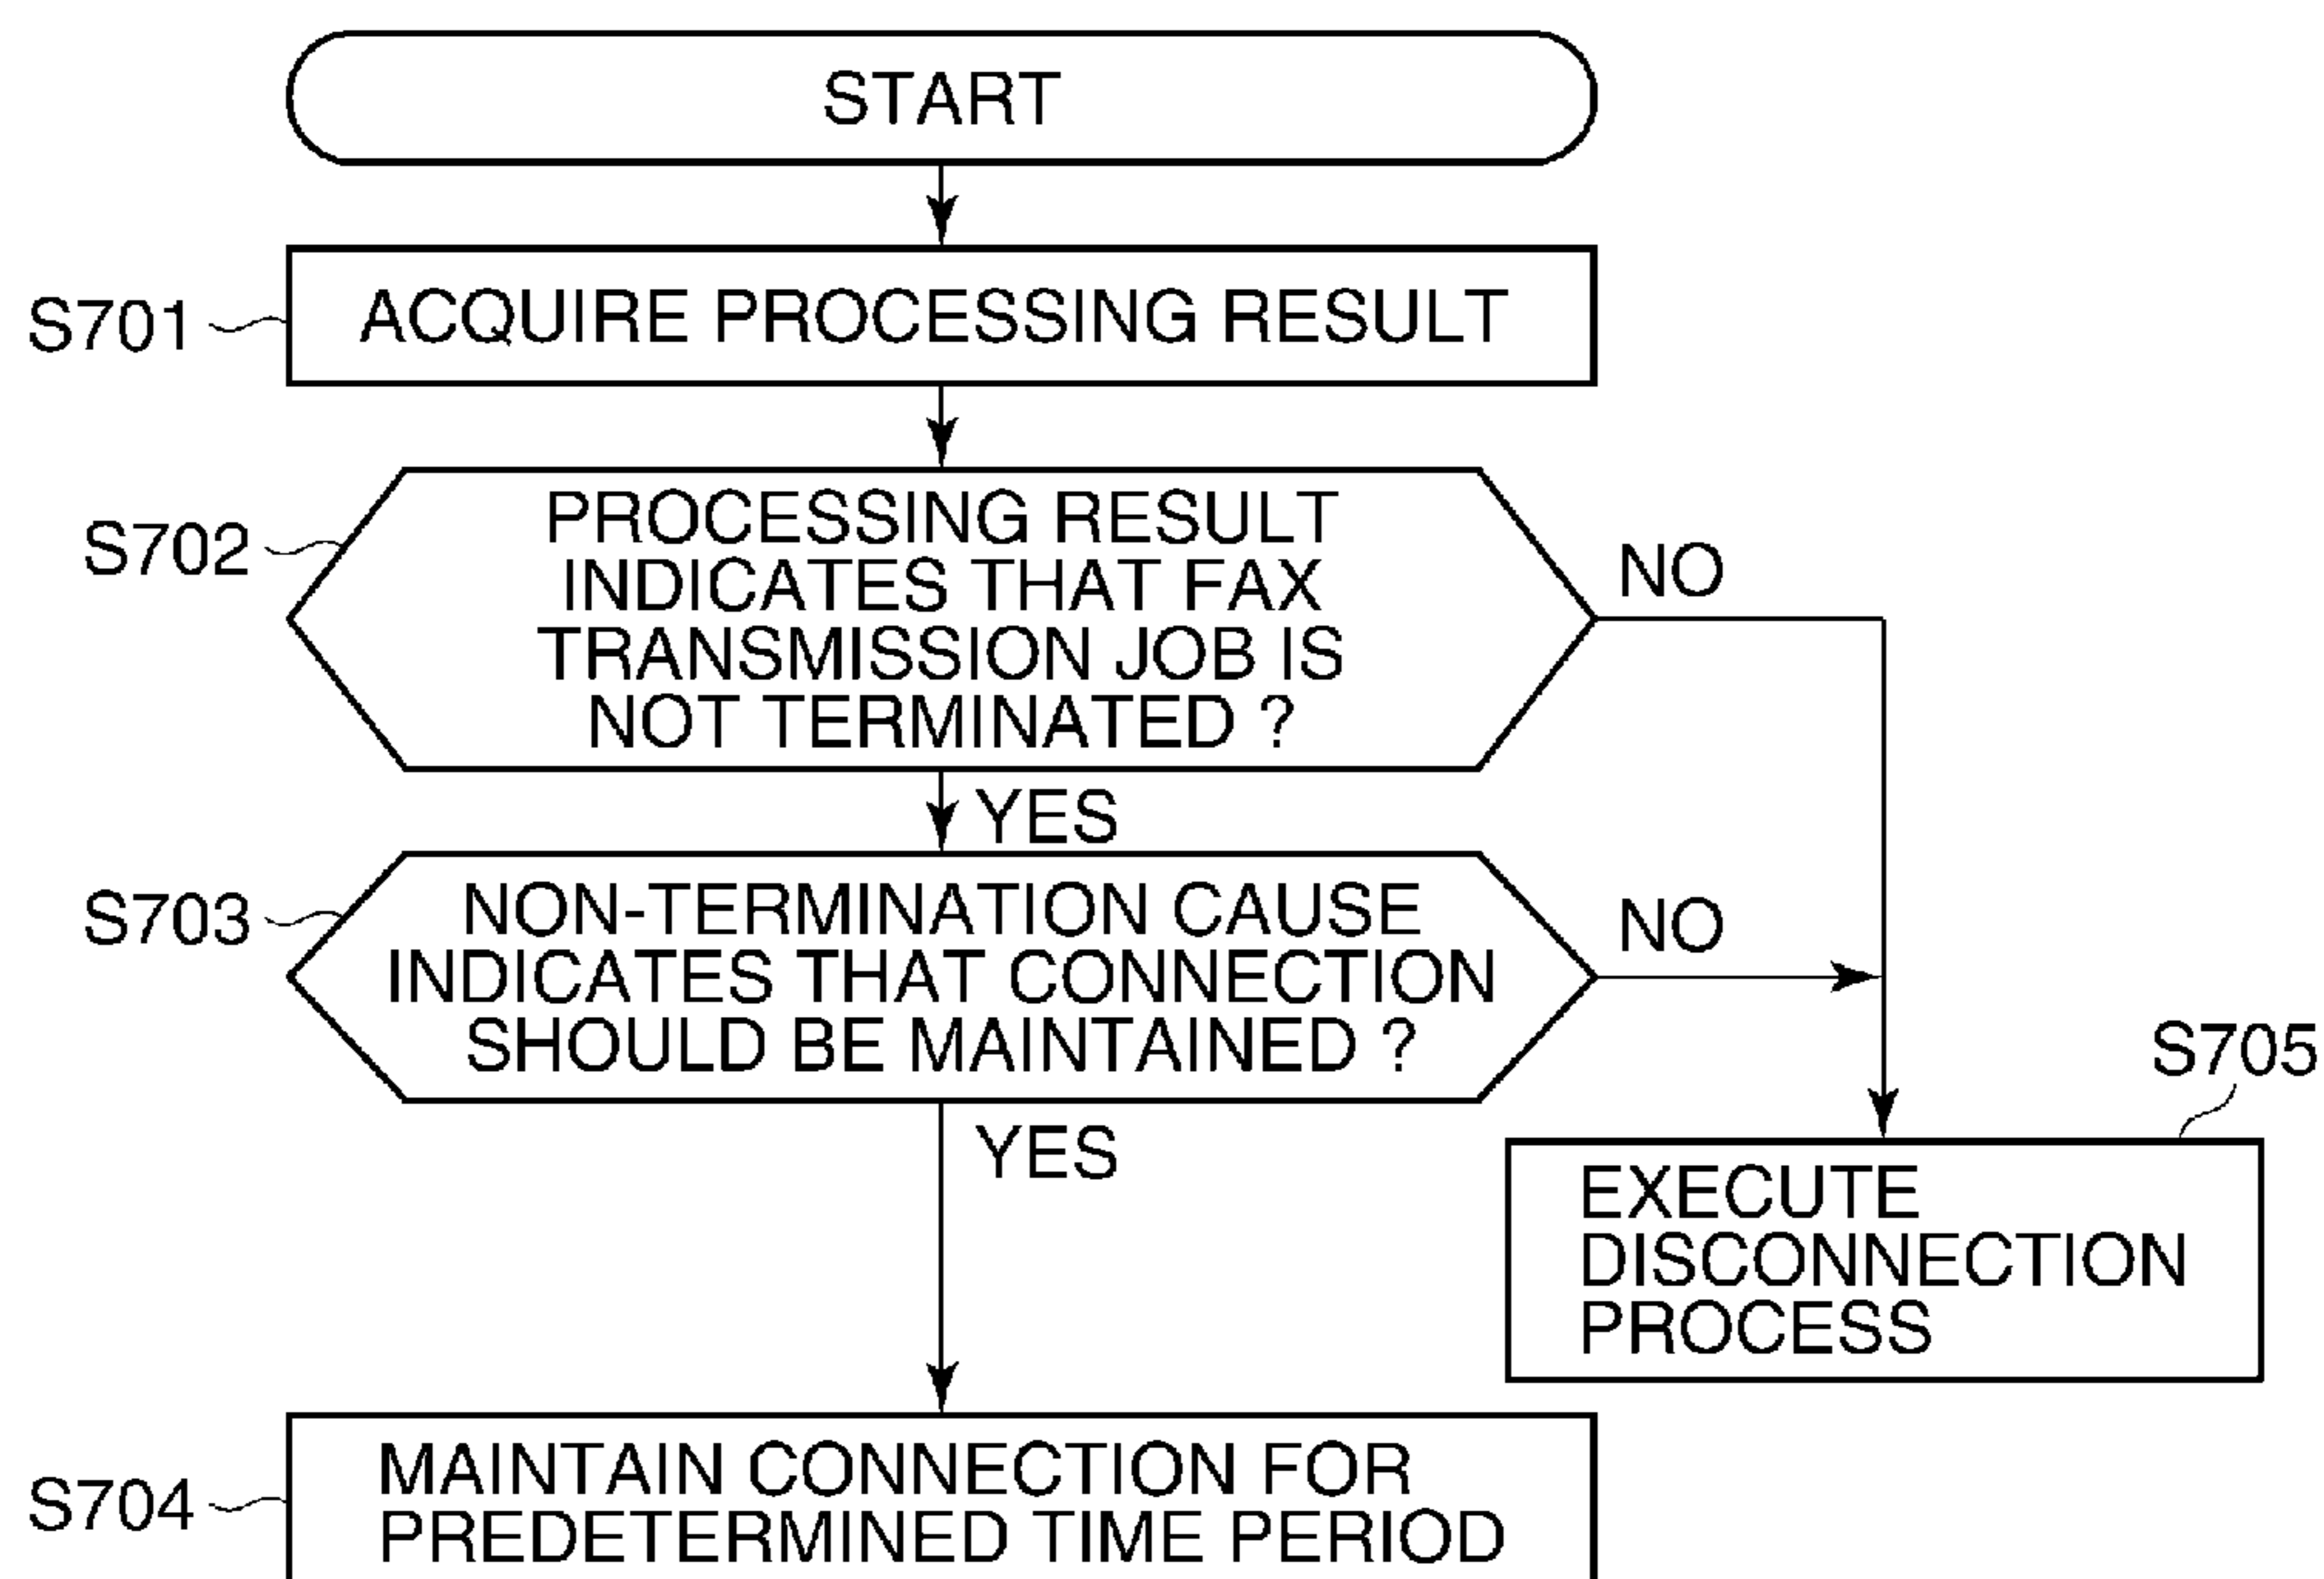 START
S701
ACQUIRE PROCESSING RESULT
S702
PROCESSING RESULT
INDICATES THAT FAX
TRANSMISSION JOB IS
NOT TERMINATED ?
NO
YES
S703
NON-TERMINATION CAUSE
INDICATES THAT CONNECTION
SHOULD BE MAINTAINED ?
NO
YES
S705
EXECUTE
DISCONNECTION
PROCESS
S704
MAINTAIN CONNECTION FOR
PREDETERMINED TIME PERIOD